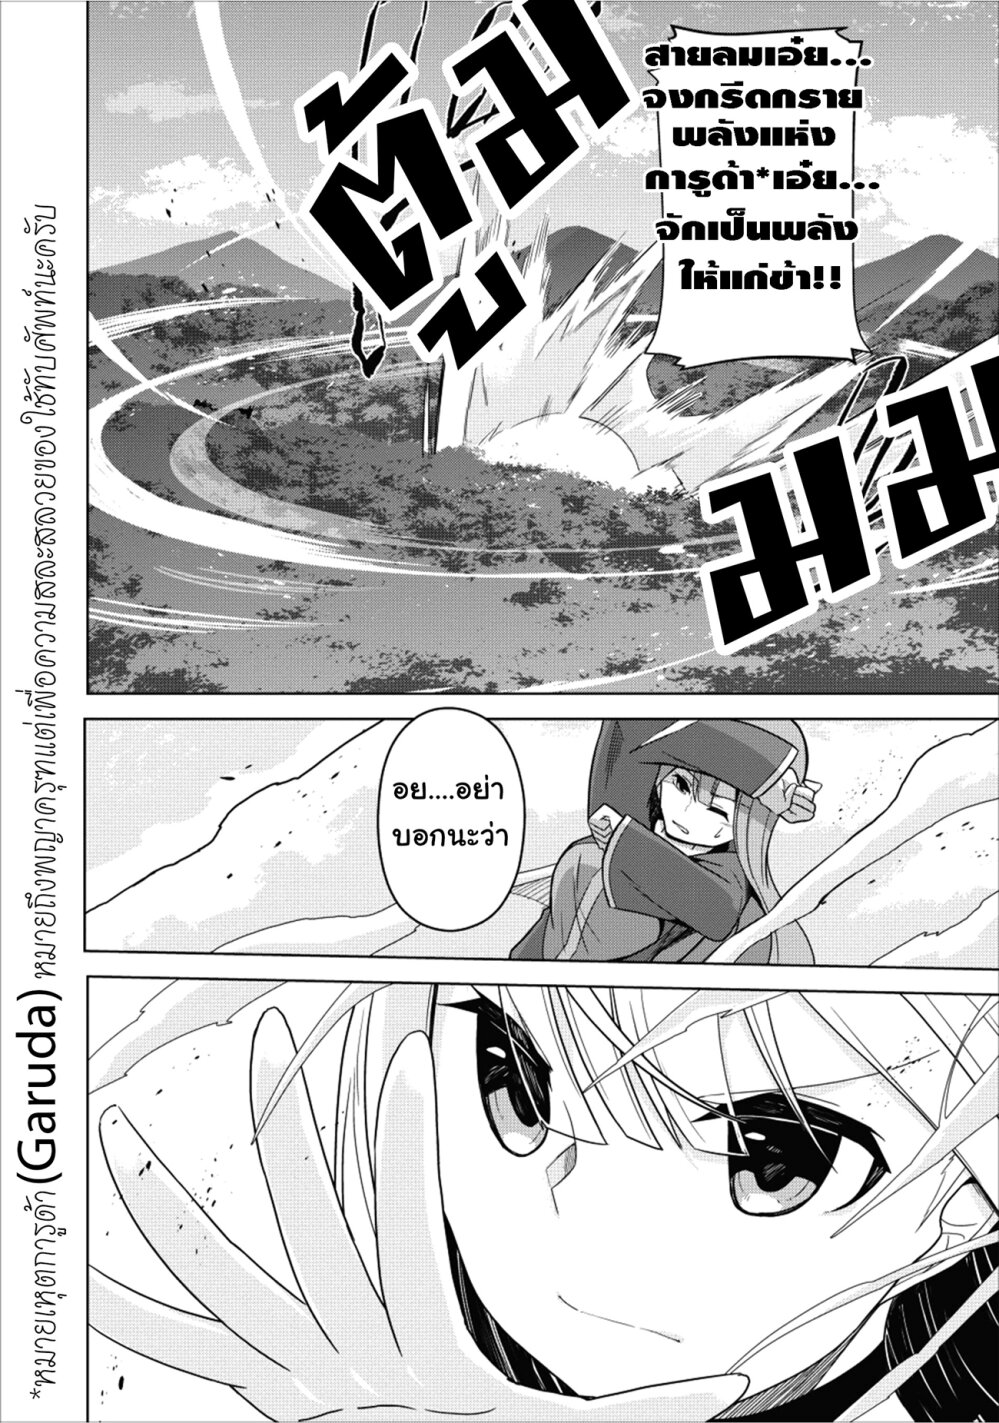 สายลมเอ๋ย...
จงกรีดกราย
พลังแห่ง
การูด้า*เอ๋ย...
จักเป็นพลัง
ให้แก่ข้า!!
ตู้ม
มม
อย....อย่า
บอกนะว่า
*หมายเหุตการูด้า (Garuda) หมายถึงพญาครุฑแต่เพื่อความสละสลวยของ ให้ทับศัพท์นะครับ